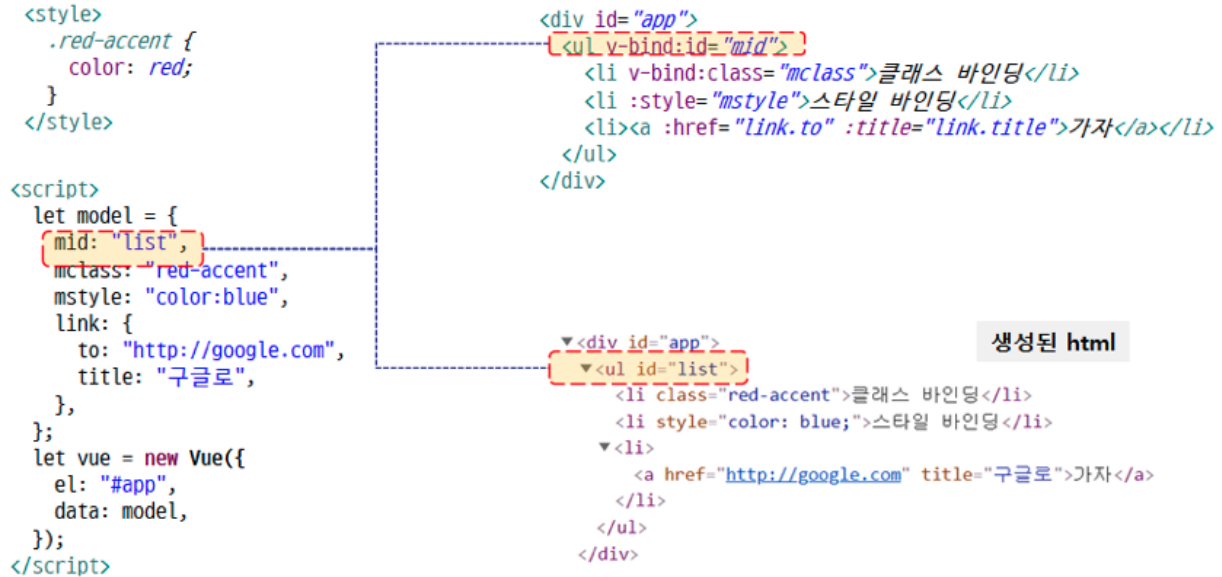 <style>
.red-accent {
color: red;
}
</style>
<script>
let model = {
mid: "list",
mclass: "red-accent",
mstyle: "color:blue",
link: {
to: "http://google.com",
title: "구글로",
},
};
let vue = new Vue({
el: "#app",
data: model,
});
</script>
<div id="app">
<ul v-bind:id="mid">
<li v-bind:class="mclass">클래스 바인딩</li>
<li :style="mstyle">스타일 바인딩</li>
<li><a :href="link.to" :title="link.title">가자</a></li>
</ul>
</div>
생성된 html
▼<div id="app">
▼<ul id="list">
<li class="red-accent">클래스 바인딩</li>
<li style="color: blue;">스타일 바인딩</li>
▼<li>
<a href="http://google.com" title="구글로">가자</a>
</li>
</ul>
</div>